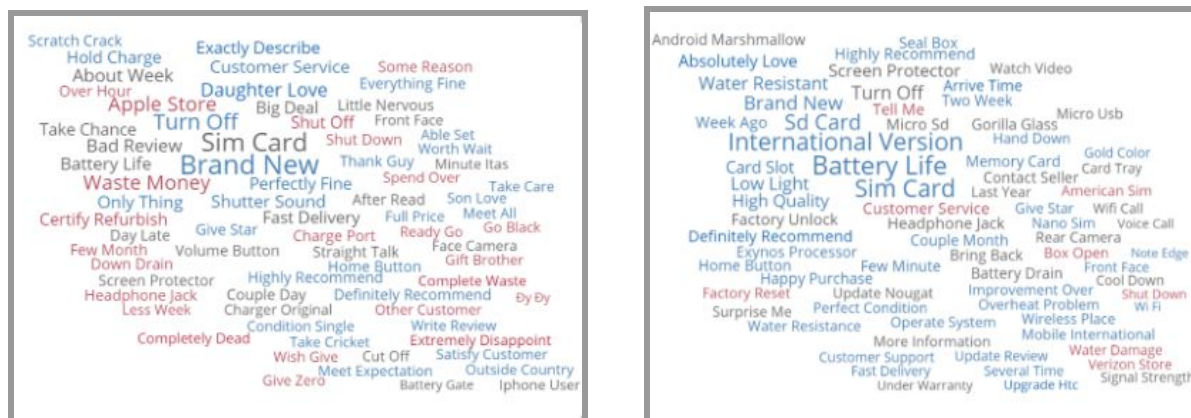 Scratch Crack
Exactly Describe
Hold Charge
Customer Service
Some Reason
About Week
Everything Fine
Over Hour
Daughter Love
Apple Store
Big Deal
Little Nervous
Turn Off
Shut Off
Front Face
Take Chance
Sim Card
Shut Down
Able Set
Bad Review
Worth Wait
Battery Life
Brand New
Thank Guy
Minute Itas
Waste Money
Perfectly Fine
Spend Over
Take Care
Only Thing
Shutter Sound
After Read
Son Love
Certify Refurbish
Fast Delivery
Full Price
Meet All
Give Star
Day Late
Charge Port
Ready Go
Go Black
Few Month
Volume Button
Straight Talk
Face Camera
Down Drain
Home Button
Gift Brother
Screen Protector
Highly Recommend
Complete Waste
Headphone Jack
Couple Day
Definitely Recommend
Đy Đy
Less Week
Charger Original
Other Customer
Condition Single
Write Review
Completely Dead
Take Cricket
Extremely Disappoint
Wish Give
Cut Off
Satisfy Customer
Meet Expectation
Outside Country
Give Zero
Battery Gate
Iphone User
Android Marshmallow
Seal Box
Highly Recommend
Absolutely Love
Screen Protector
Watch Video
Water Resistant
Turn Off
Arrive Time
Brand New
Tell Me
Two Week
Micro Usb
Week Ago
Sd Card
Micro Sd
Gorilla Glass
International Version
Hand Down
Gold Color
Card Slot
Battery Life
Memory Card
Card Tray
Low Light
Sim Card
Contact Seller
High Quality
Last Year
American Sim
Factory Unlock
Customer Service
Give Star
Wifi Call
Headphone Jack
Nano Sim
Voice Call
Definitely Recommend
Couple Month
Rear Camera
Exynos Processor
Bring Back
Box Open
Note Edge
Home Button
Few Minute
Front Face
Happy Purchase
Battery Drain
Cool Down
Factory Reset
Update Nougat
Improvement Over
Shut Down
Surprise Me
Perfect Condition
Overheat Problem
Wi Fi
Water Resistance
Operate System
Wireless Place
Mobile International
More Information
Water Damage
Customer Support
Update Review
Verizon Store
Fast Delivery
Several Time
Signal Strength
Under Warranty
Upgrade Htc